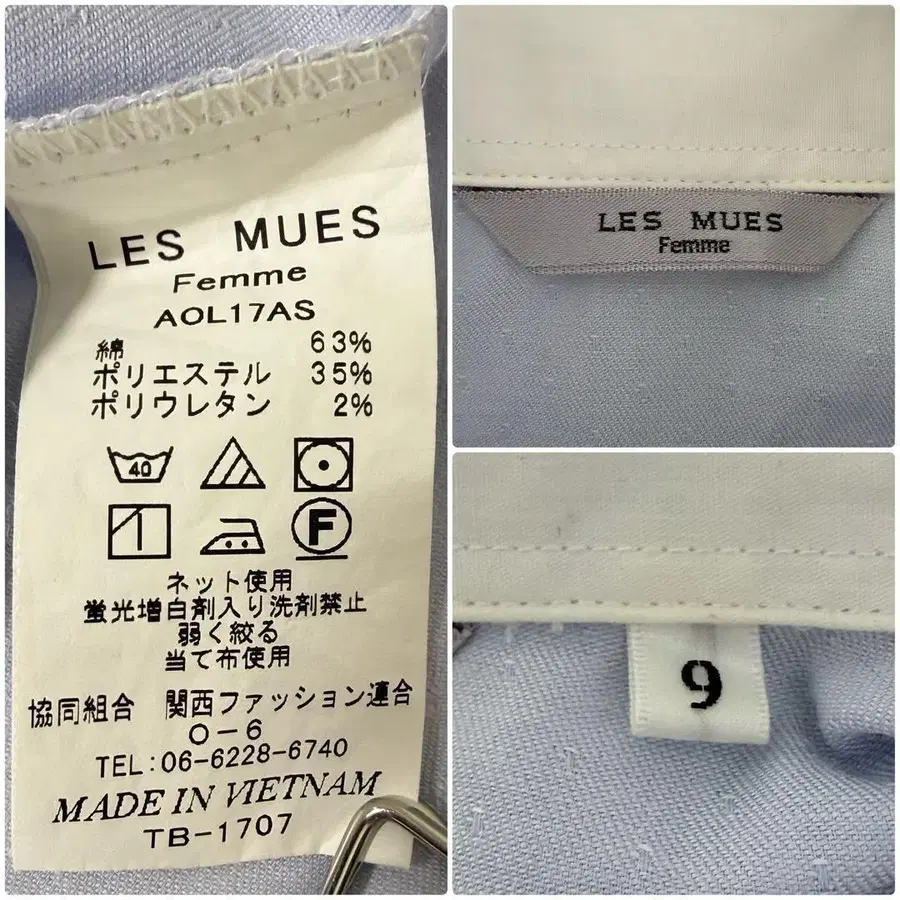 LES MUES
Femme
AOL17AS
綿 63%
ポリエステル 35%
ポリウレタン 2%
40
F
ネット使用
蛍光増白剤入り洗剤禁止
弱く絞る
当て布使用
協同組合 関西ファッション連合
O-6
TEL:06-6228-6740
MADE IN VIETNAM
TB-1707
LES MUES
Femme
9